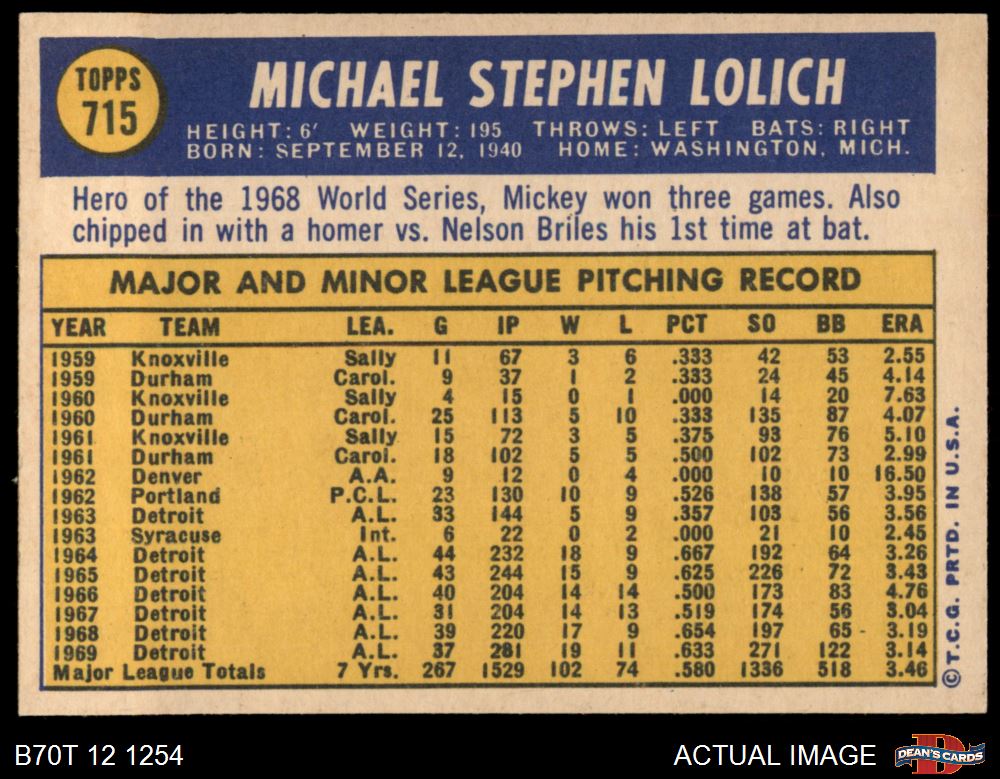 TOPPS
715
MICHAEL STEPHEN LOLICH
HEIGHT: 6' WEIGHT: 195 THROWS: LEFT BATS: RIGHT
BORN: SEPTEMBER 12, 1940 HOME: WASHINGTON, MICH.
Hero of the 1968 World Series, Mickey won three games. Also
chipped in with a homer vs. Nelson Briles his 1st time at bat.
MAJOR AND MINOR LEAGUE PITCHING RECORD
YEAR TEAM LEA. G IP W L PCT SO BB ERA
1959 Knoxville Sally 11 67 3 6 .333 42 53 2.55
1959 Durham Carol. 9 37 1 2 .333 24 45 4.14
1960 Knoxville Sally 4 15 0 1 .000 14 20 7.63
1960 Durham Carol. 25 113 5 10 .333 135 87 4.07
1961 Knoxville Sally 15 72 3 5 .375 93 76 5.10
1961 Durham Carol. 18 102 5 5 .500 102 73 2.99
1962 Denver A.A. 9 12 0 4 .000 10 10 16.50
1962 Portland P.C.L. 23 130 10 9 .526 138 57 3.95
1963 Detroit A.L. 33 144 5 9 .357 103 56 3.56
1963 Syracuse Int. 6 22 0 2 .000 21 10 2.45
1964 Detroit A.L. 44 232 18 9 .667 192 64 3.26
1965 Detroit A.L. 43 244 15 9 .625 226 72 3.43
1966 Detroit A.L. 40 204 14 14 .500 173 83 4.76
1967 Detroit A.L. 31 204 14 13 .519 174 56 3.04
1968 Detroit A.L. 39 220 17 9 .654 197 65 3.19
1969 Detroit A.L. 37 281 19 11 .633 271 122 3.14
Major League Totals 7 Yrs. 267 1529 102 74 .580 1336 518 3.46
© T.C.G. PRTD. IN U.S.A.
B70T 12 1254
ACTUAL IMAGE
DEAN'S CARDS